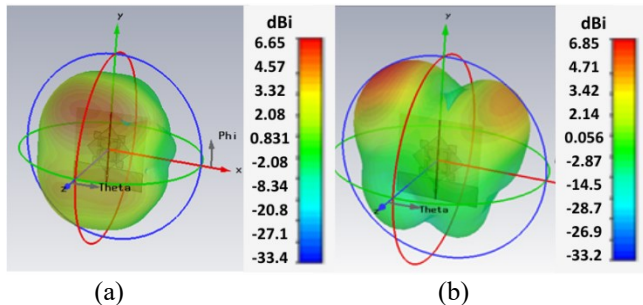 y
dBi
6.65
4.57
3.42
2.08
0.831
-2.08
-8.34
-20.8
-27.1
-33.4
Phi
x
z
Theta
(a)
y
dBi
6.85
4.71
3.32
2.14
0.056
-2.87
-14.5
-28.7
-26.9
-33.2
Theta
(b)